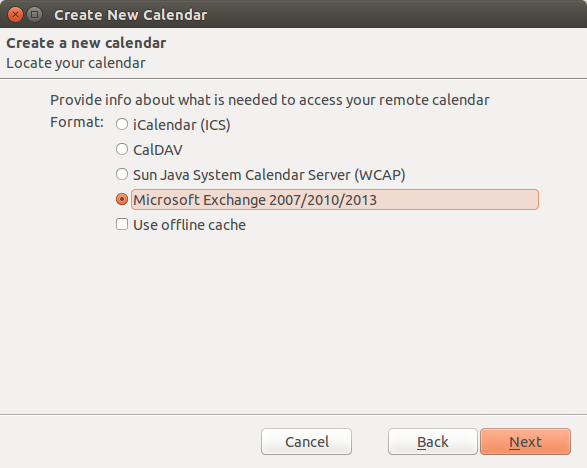 Create New Calendar
Create a new calendar
Locate your calendar
Provide info about what is needed to access your remote calendar
Format: iCalendar (ICS)
CalDAV
Sun Java System Calendar Server (WCAP)
Microsoft Exchange 2007/2010/2013
Use offline cache
Cancel Back Next